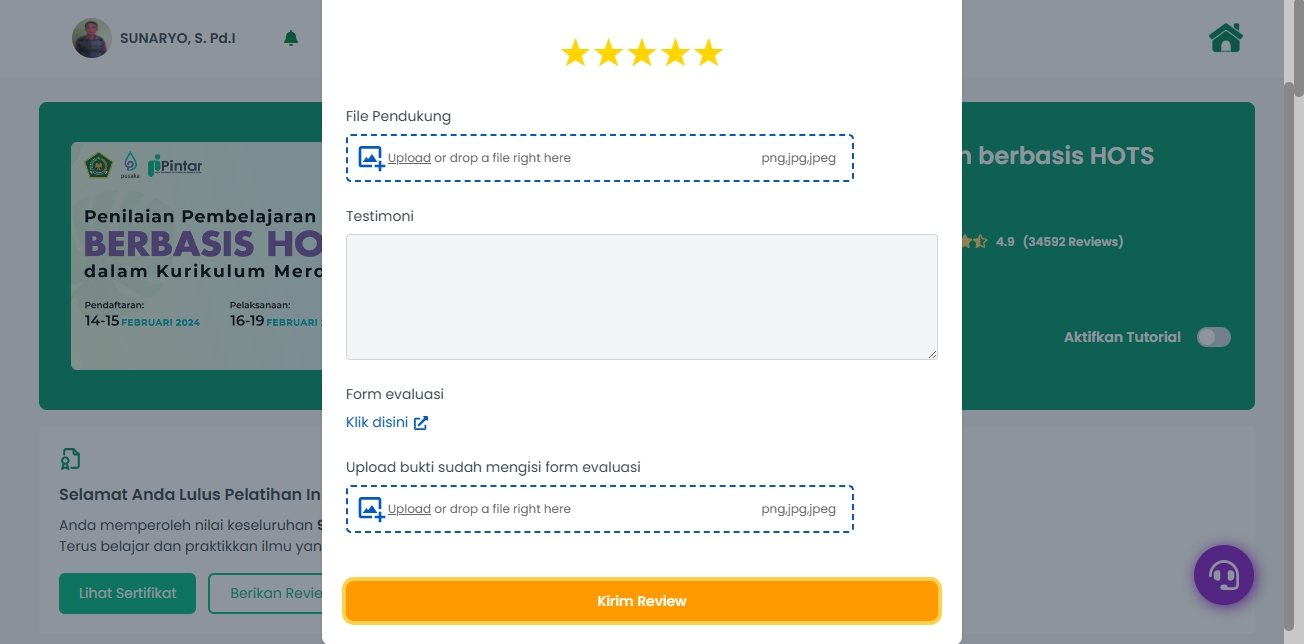 SUNARYO, S. Pd.I
File Pendukung
Upload or drop a file right here
png,jpg,jpeg
Testimoni
Form evaluasi
Klik disini
Upload bukti sudah mengisi form evaluasi
Upload or drop a file right here
png,jpg,jpeg
Kirim Review
pusaka
Pintar
Penilaian Pembelajaran
BERBASIS HO
dalam Kurikulum Merd
Pendaftaran:
14-15 FEBRUARI 2024
Pelaksanaan:
16-19 FEBRUARI
n berbasis HOTS
4.9 (34592 Reviews)
Aktifkan Tutorial
Selamat Anda Lulus Pelatihan In
Anda memperoleh nilai keseluruhan
Terus belajar dan praktikkan ilmu yan
Lihat Sertifikat
Berikan Revie